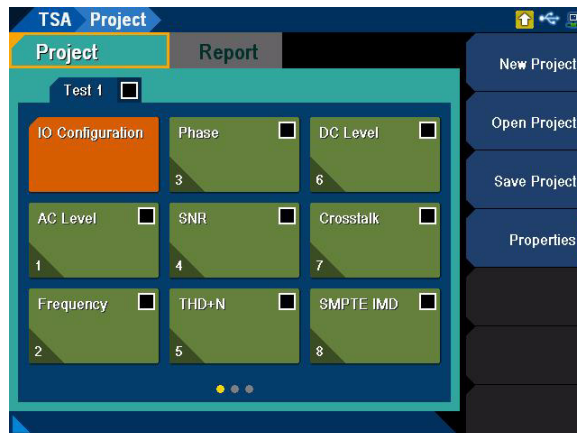 TSA Project
Project Report
Test 1
IO Configuration
Phase
3
DC Level
6
AC Level
1
SNR
4
Crosstalk
7
Frequency
2
THD+N
5
SMPTE IMD
8
New Project
Open Project
Save Project
Properties